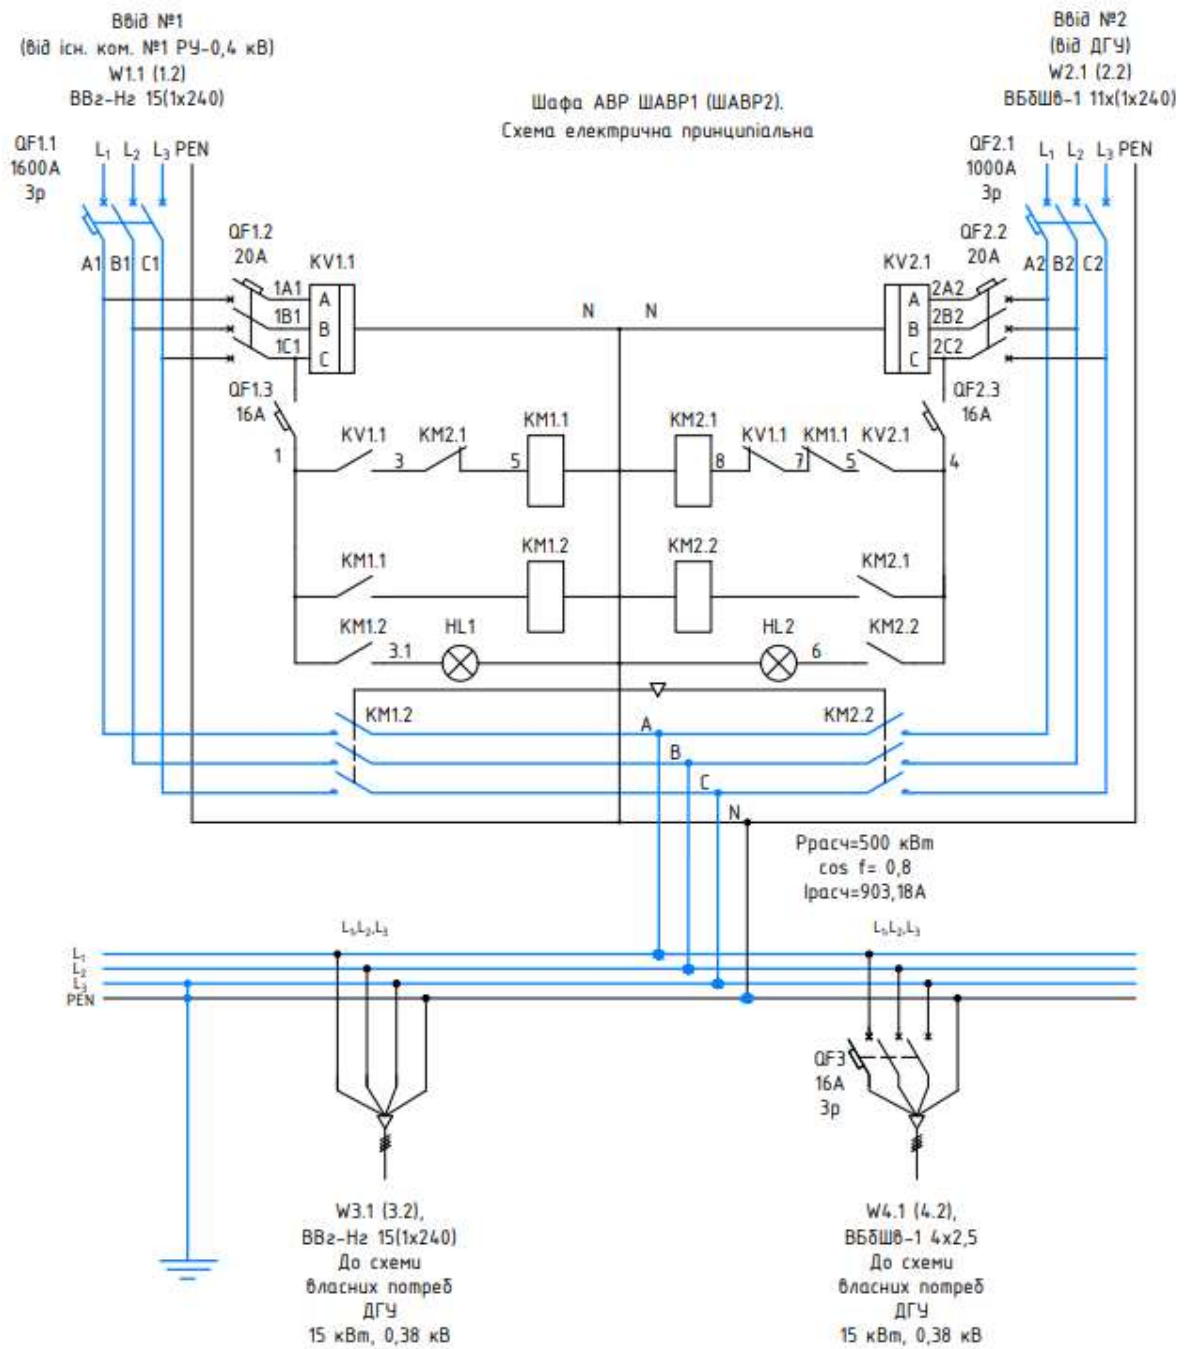 Ввід №1
(від існ. ком. №1 РУ-0,4 кВ)
W1.1 (1.2)
ВВг-Нг 15(1х240)
Ввід №2
(від ДГУ)
W2.1 (2.2)
ВБбШв-1 11х(1х240)
Шафа АВР ШАВР1 (ШАВР2).
Схема електрична принципіальна
QF1.1
1600А
3р
L₁ L₂ L₃ PEN
QF2.1
1000А
3р
L₁ L₂ L₃ PEN
A1 B1 C1
QF1.2
20А
KV1.1
1A1 A
1B1 B
1C1 C
N N
KV2.1
A 2A2
B 2B2
C 2C2
QF2.2
20А
A2 B2 C2
QF1.3
16А
QF2.3
16А
1 KV1.1 3 KM2.1 5 KM1.1
KM2.1 8 KV1.1 7 KM1.1 5 KV2.1 4
KM1.1 KM1.2 KM2.2 KM2.1
KM1.2 3.1 HL1 HL2 6 KM2.2
KM1.2 A KM2.2
B
C
N
Ррасч=500 кВт
cos f= 0,8
Iрасч=903,18А
L₁,L₂,L₃
L₁,L₂,L₃
L₁
L₂
L₃
PEN
QF3
16А
3р
W3.1 (3.2),
ВВг-Нг 15(1х240)
До схеми
власних потреб
ДГУ
15 кВт, 0,38 кВ
W4.1 (4.2),
ВБбШв-1 4х2,5
До схеми
власних потреб
ДГУ
15 кВт, 0,38 кВ